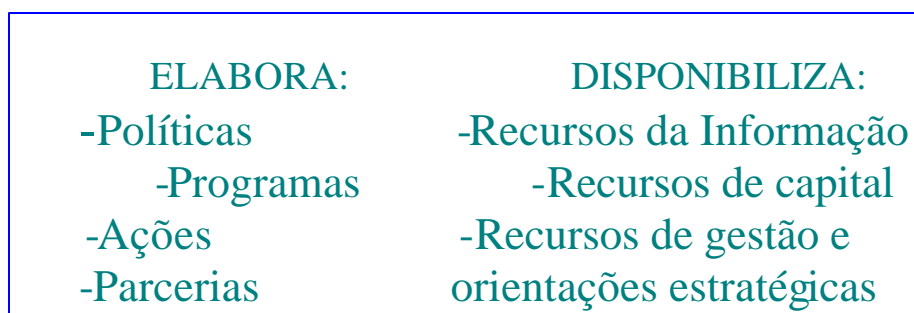 ELABORA:
-Políticas
-Programas
-Ações
-Parcerias
DISPONIBILIZA:
-Recursos da Informação
-Recursos de capital
-Recursos de gestão e
orientações estratégicas